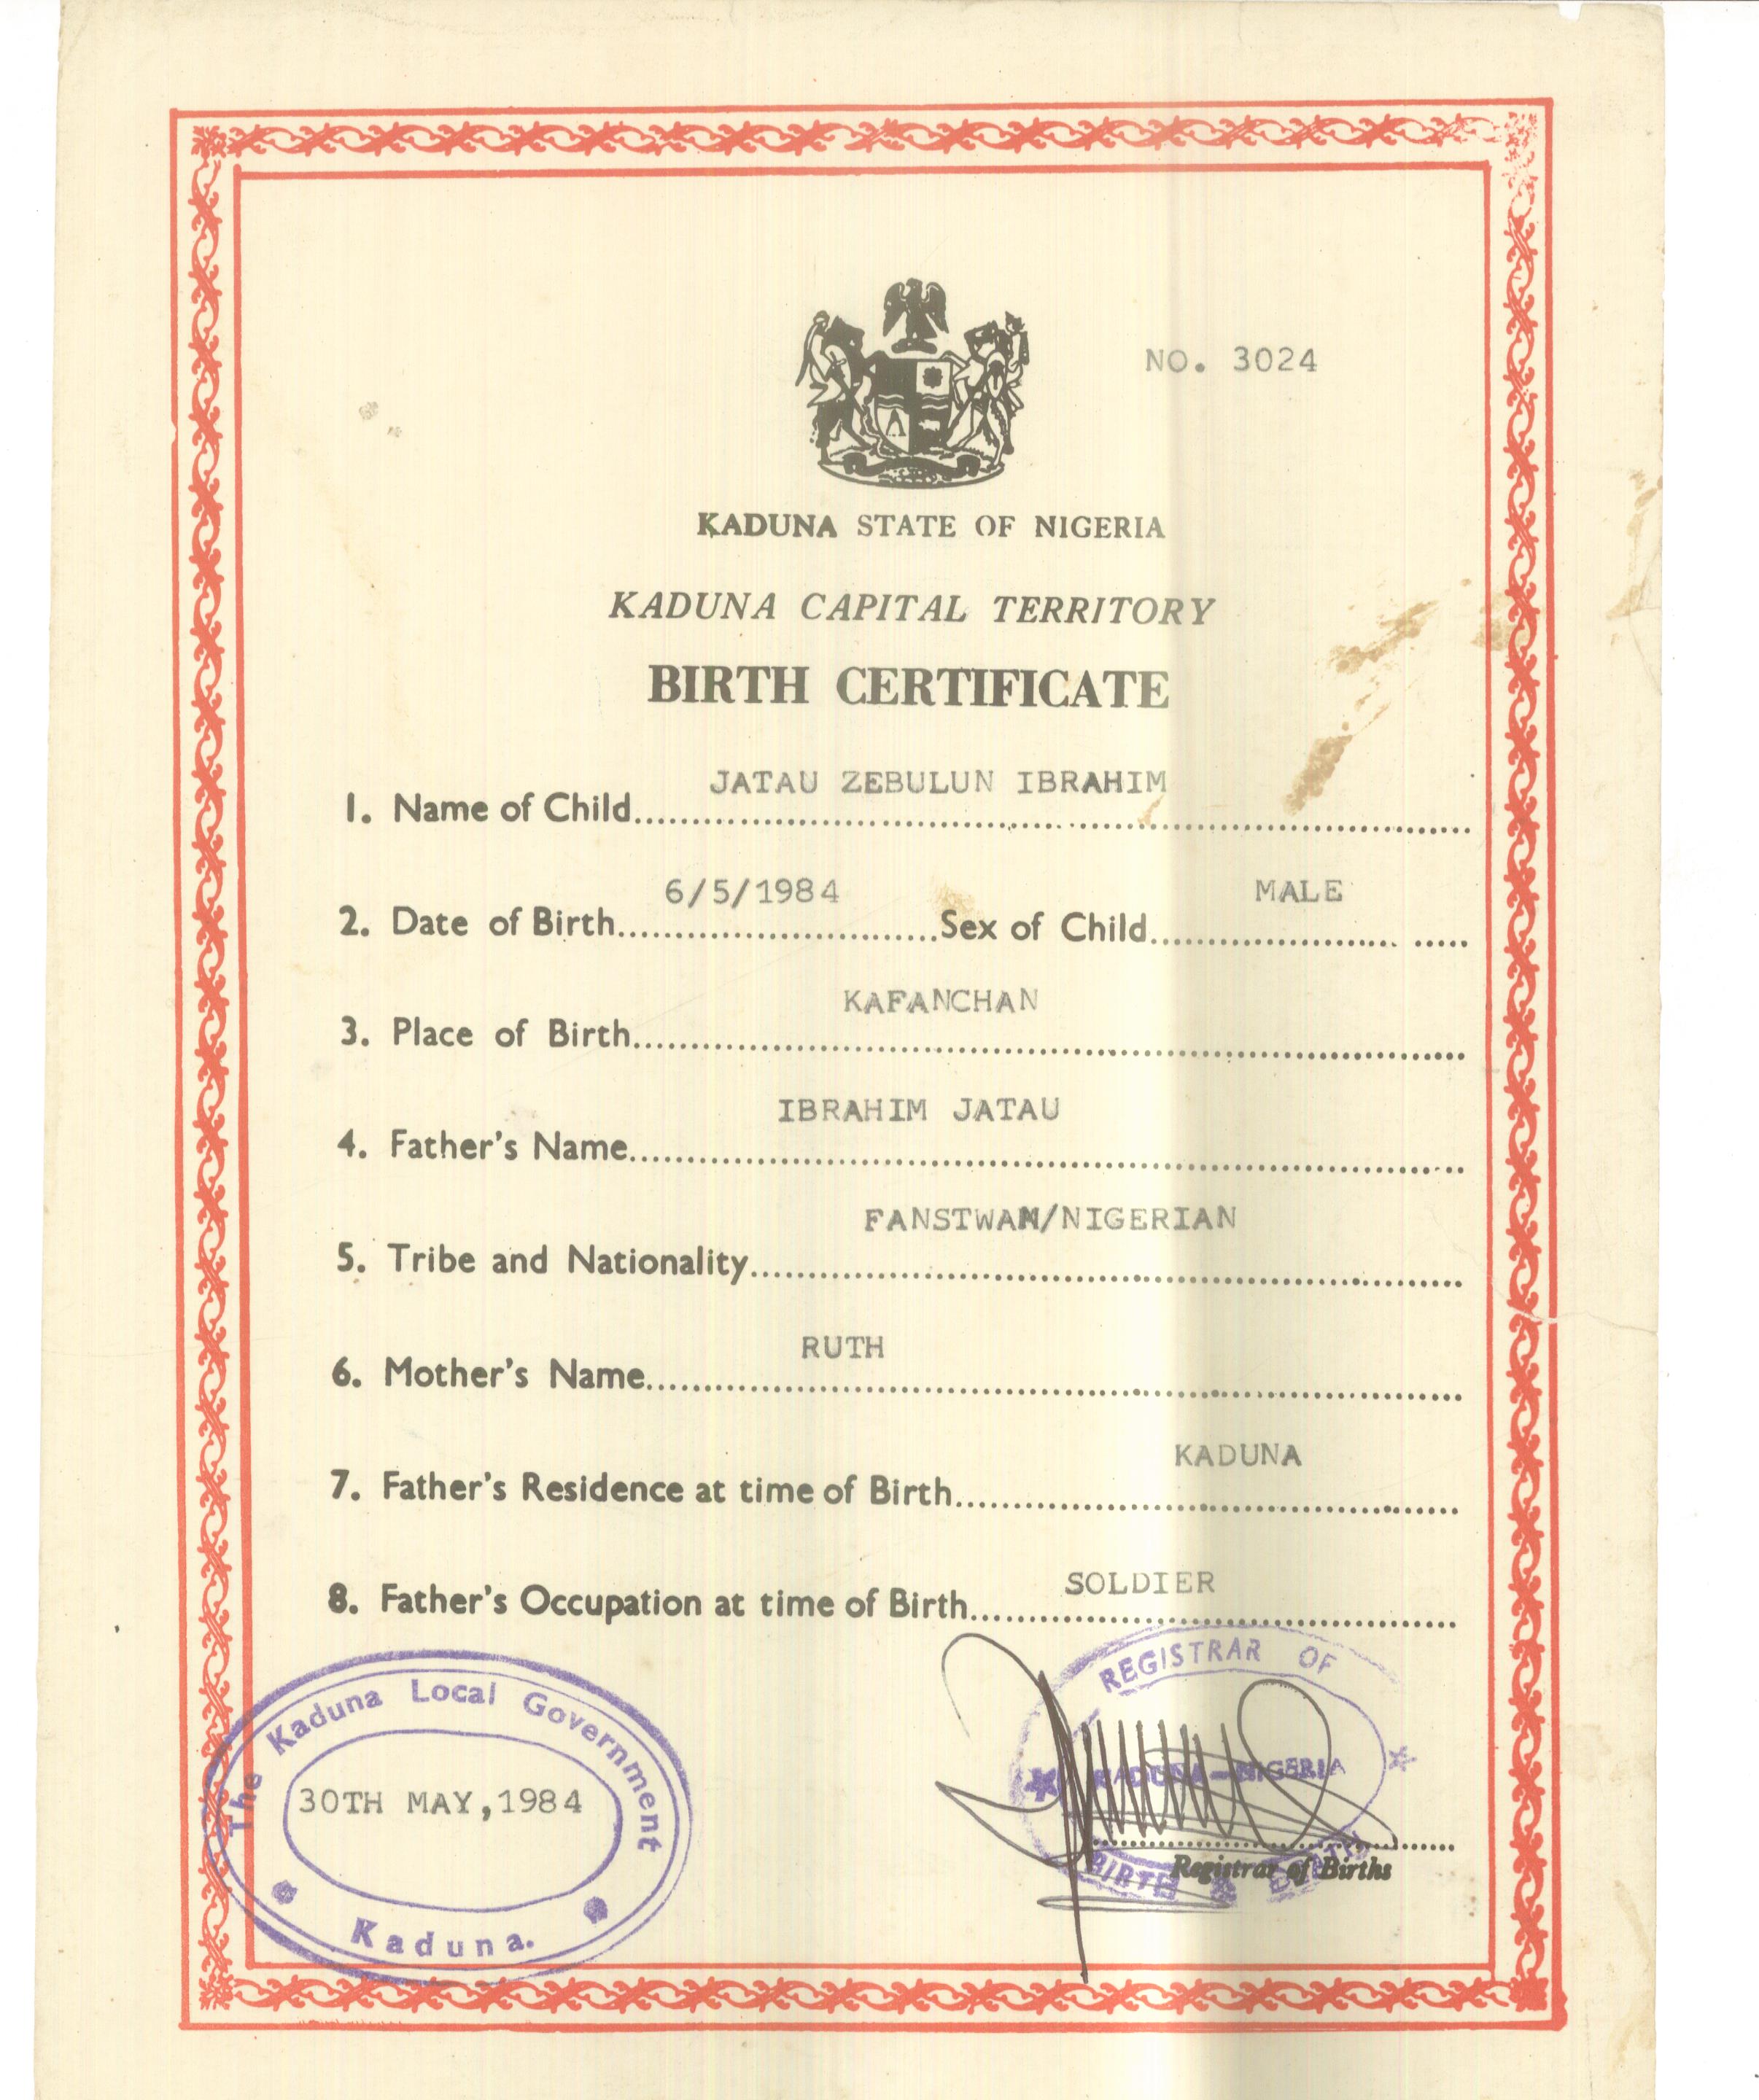 NO. 3024
KADUNA STATE OF NIGERIA
KADUNA CAPITAL TERRITORY
BIRTH CERTIFICATE
1. Name of Child JATAU ZEBULUN IBRAHIM
2. Date of Birth 6/5/1984 Sex of Child MALE
3. Place of Birth KAFANCHAN
4. Father's Name IBRAHIM JATAU
5. Tribe and Nationality FANSTWAM/NIGERIAN
6. Mother's Name RUTH
7. Father's Residence at time of Birth KADUNA
8. Father's Occupation at time of Birth SOLDIER
The Kaduna Local Government
30TH MAY, 1984
Kaduna.
REGISTRAR OF
KADUNA-NIGERIA
BIRTH &
Registrar of Births